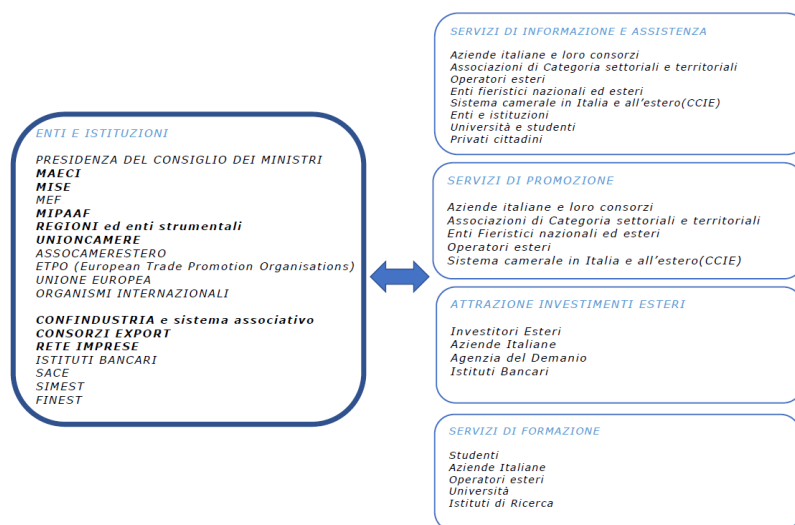 ENTI E ISTITUZIONI
PRESIDENZA DEL CONSIGLIO DEI MINISTRI
MAECI
MISE
MEF
MIPAAF
REGIONI ed enti strumentali
UNIONCAMERE
ASSOCAMERESTERO
ETPO (European Trade Promotion Organisations)
UNIONE EUROPEA
ORGANISMI INTERNAZIONALI
CONFINDUSTRIA e sistema associativo
CONSORZI EXPORT
RETE IMPRESE
ISTITUTI BANCARI
SACE
SIMEST
FINEST
SERVIZI DI INFORMAZIONE E ASSISTENZA
Aziende italiane e loro consorzi
Associazioni di Categoria settoriali e territoriali
Operatori esteri
Enti fieristici nazionali ed esteri
Sistema camerale in Italia e all'estero(CCIE)
Enti e istituzioni
Università e studenti
Privati cittadini
SERVIZI DI PROMOZIONE
Aziende italiane e loro consorzi
Associazioni di Categoria settoriali e territoriali
Enti Fieristici nazionali ed esteri
Operatori esteri
Sistema camerale in Italia e all'estero(CCIE)
ATTRAZIONE INVESTIMENTI ESTERI
Investitori Esteri
Aziende Italiane
Agenzia del Demanio
Istituti Bancari
SERVIZI DI FORMAZIONE
Studenti
Aziende Italiane
Operatori esteri
Università
Istituti di Ricerca